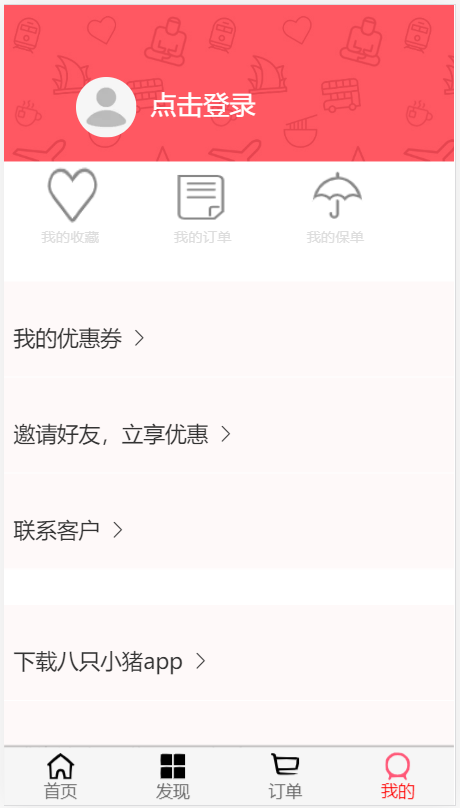 点击登录
我的收藏 我的订单 我的保单
我的优惠券
邀请好友，立享优惠
联系客户
下载八只小猪app
首页 发现 订单 我的